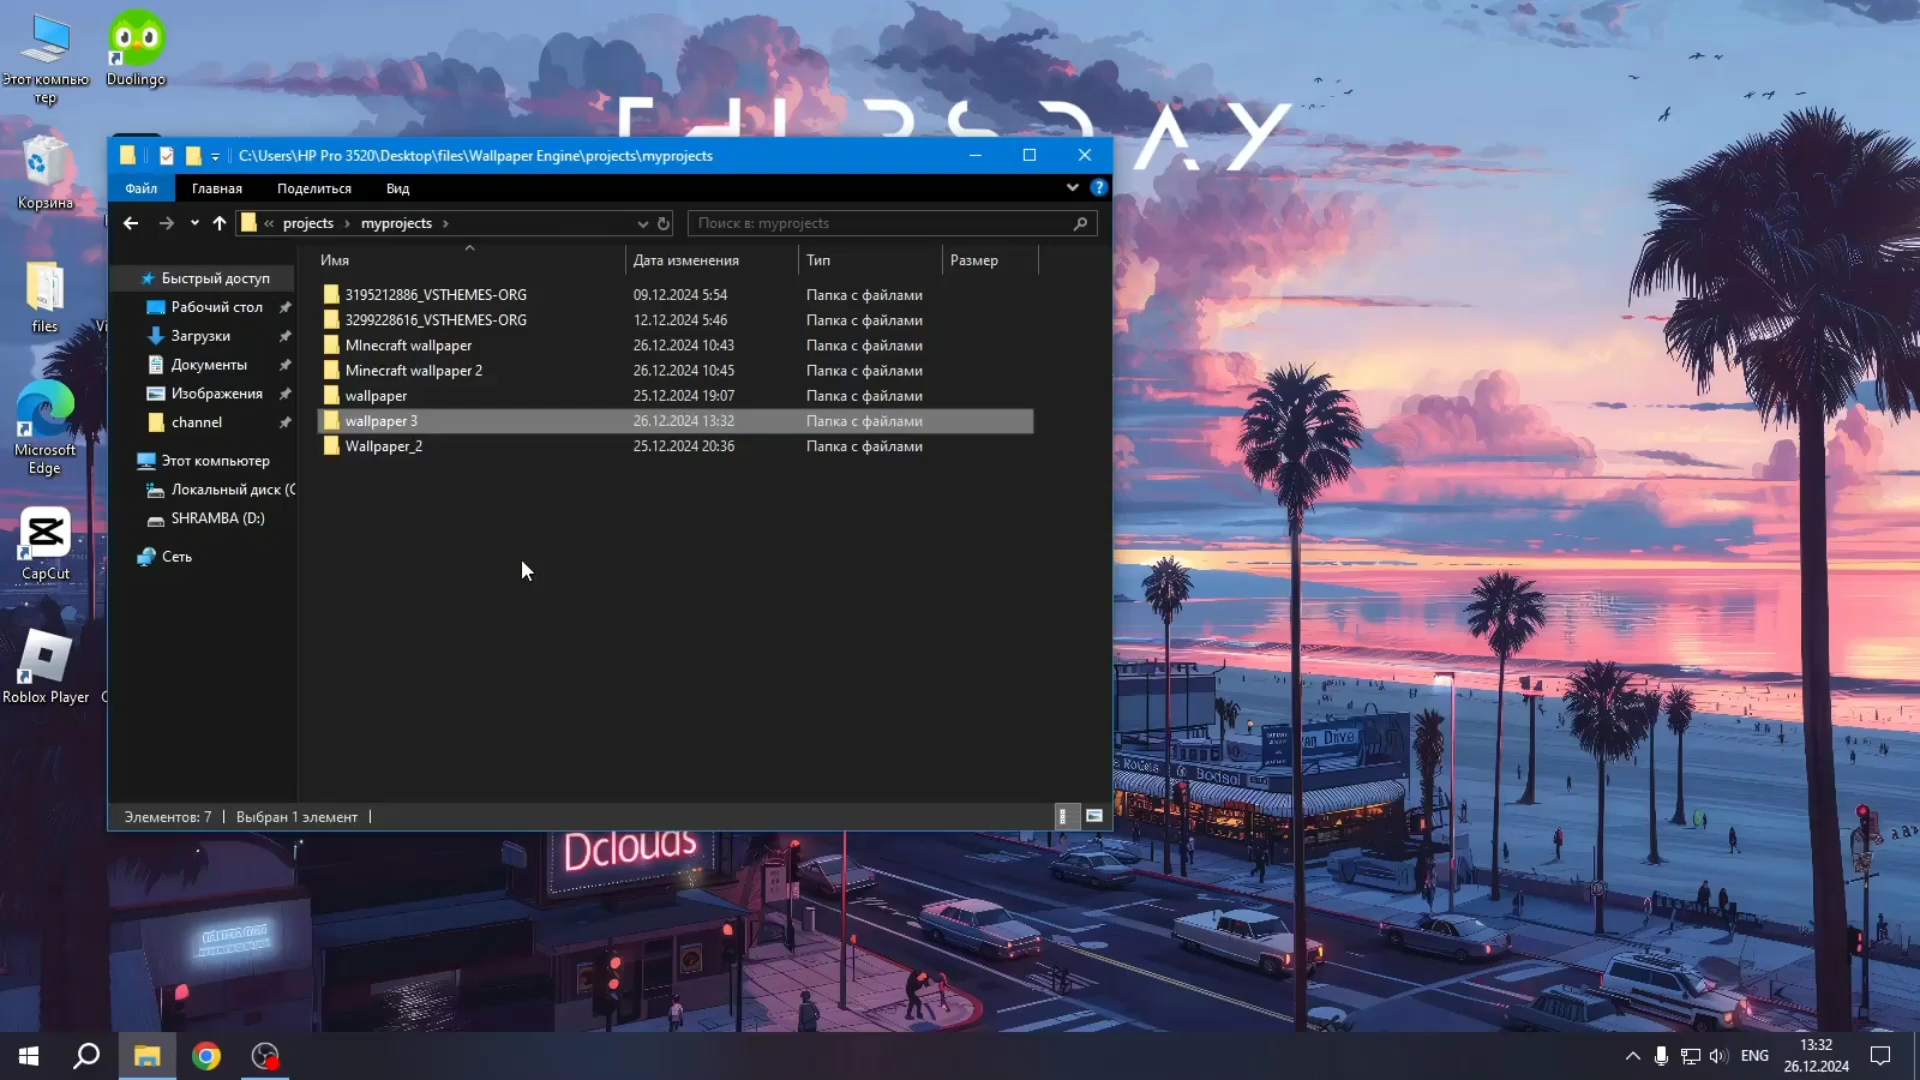 Этот компью
тер
Duolingo
THURSDAY
C:\Users\HP Pro 3520\Desktop\files\Wallpaper Engine\projects\myprojects
Файл
Главная
Поделиться
Вид
?
Корзина
« projects › myprojects ›
Поиск в: myprojects
Имя
Дата изменения
Тип
Размер
Быстрый доступ
Рабочий стол
Загрузки
Документы
Изображения
channel
Этот компьютер
Локальный диск (C
SHRAMBA (D:)
Сеть
3195212886_VSTHEMES-ORG 09.12.2024 5:54 Папка с файлами
3299228616_VSTHEMES-ORG 12.12.2024 5:46 Папка с файлами
MInecraft wallpaper 26.12.2024 10:43 Папка с файлами
Minecraft wallpaper 2 26.12.2024 10:45 Папка с файлами
wallpaper 25.12.2024 19:07 Папка с файлами
wallpaper 3 26.12.2024 13:32 Папка с файлами
Wallpaper_2 25.12.2024 20:36 Папка с файлами
files
Vi
Microsoft
Edge
CapCut
Roblox Player
Элементов: 7
Выбран 1 элемент
Dclouds
Drive
Bodsol
ENG
13:32
26.12.2024